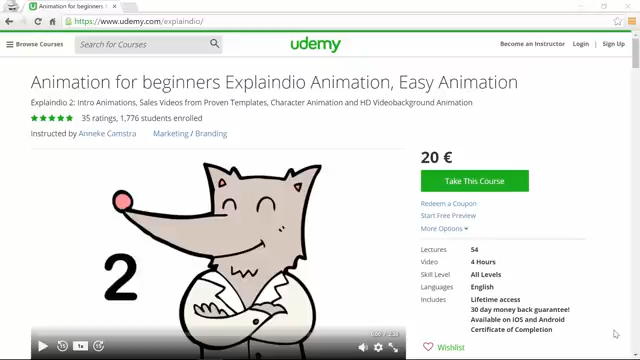 Animation for beginners
https://www.udemy.com/explaindio/
Browse Courses
Search for Courses
udemy
Become an Instructor
Login
Sign Up
Animation for beginners Explaindio Animation, Easy Animation
Explaindio 2: Intro Animations, Sales Videos from Proven Templates, Character Animation and HD Videobackground Animation
35 ratings, 1,776 students enrolled
Instructed by Anneke Camstra Marketing / Branding
20 €
Take This Course
Redeem a Coupon
Start Free Preview
More Options
Lectures 54
Video 4 Hours
Skill Level All Levels
Languages English
Includes Lifetime access
30 day money back guarantee!
Available on iOS and Android
Certificate of Completion
Wishlist
2
1x